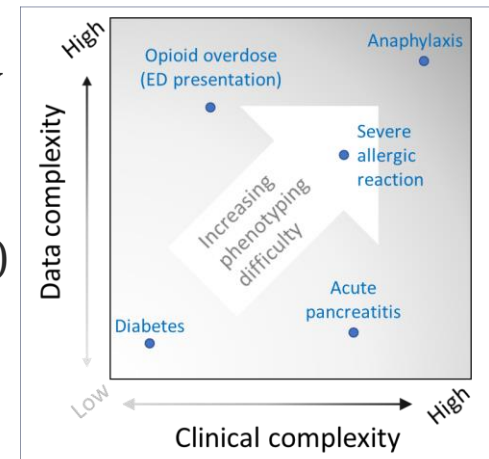 High
Data complexity
Low
Opioid overdose
(ED presentation)
Anaphylaxis
Severe
allergic
reaction
Increasing
phenotyping
difficulty
Acute
pancreatitis
Diabetes
High
Clinical complexity
)